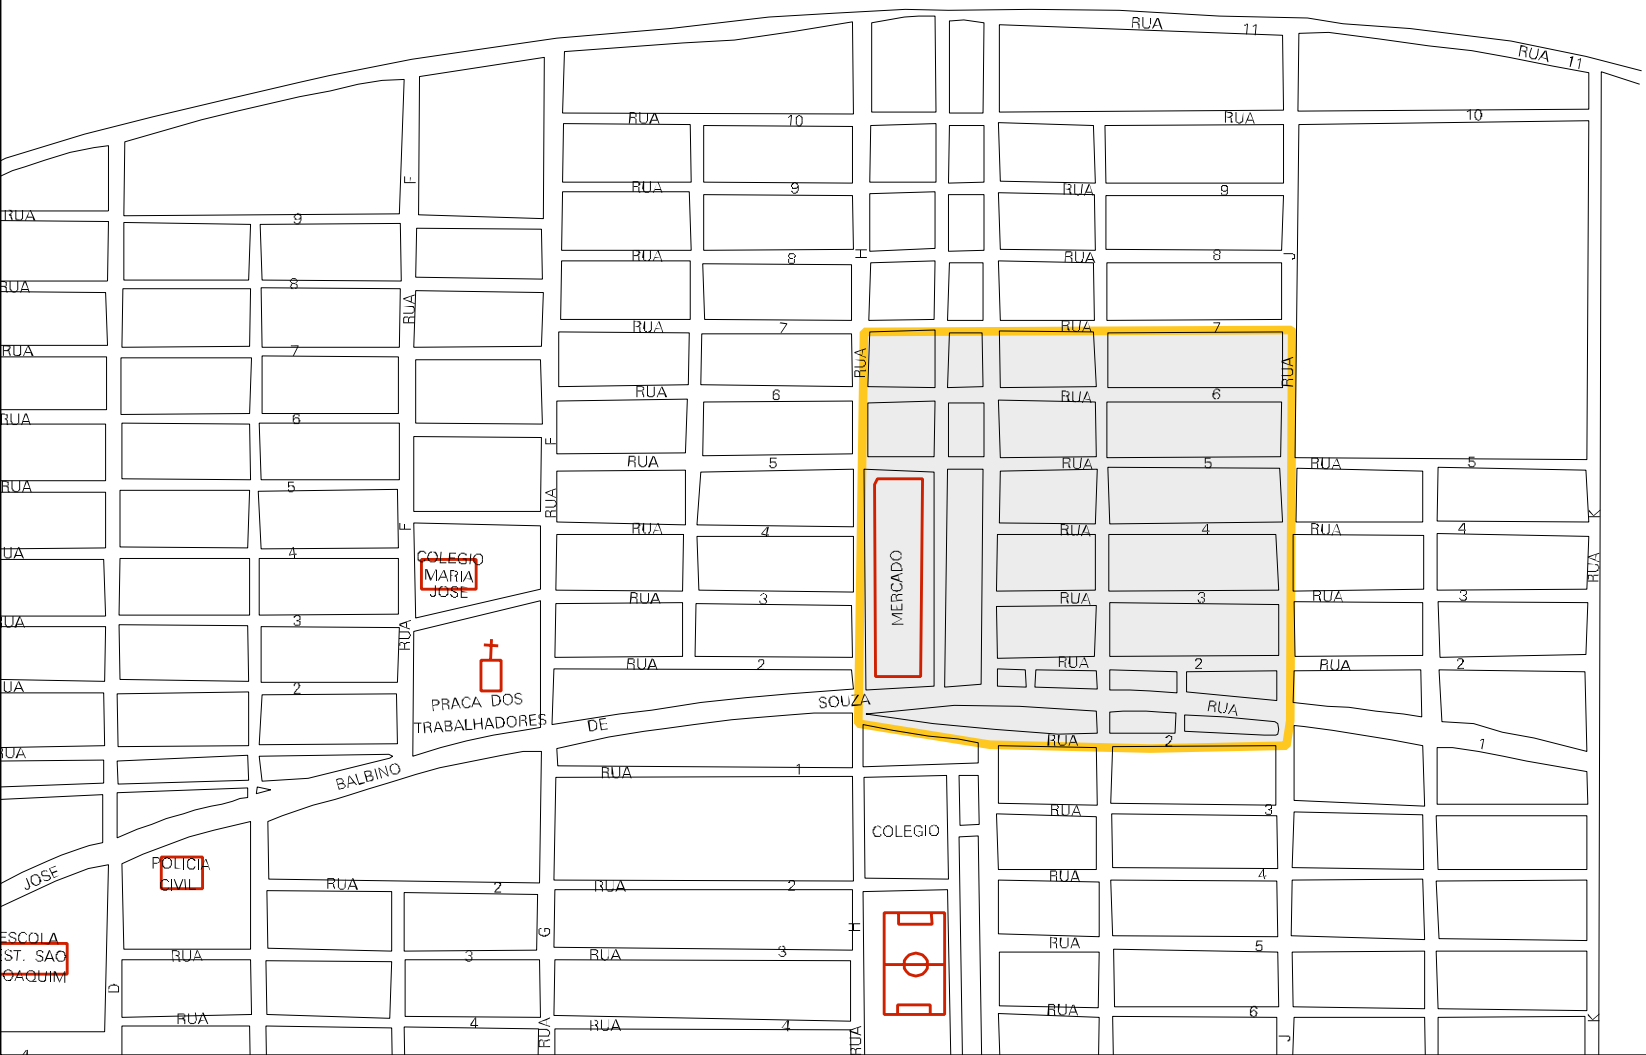 RUA 11
RUA 11
RUA 10
RUA 10
F
RUA 9
RUA 9
RUA 9
H
J
RUA 8
RUA 8
RUA 8
RUA
RUA 7
RUA 7
RUA 7
RUA
RUA
RUA 6
RUA 6
RUA 6
F
RUA 5
RUA 5
RUA 5
RUA 5
RUA
F
K
RUA 4
RUA 4
RUA 4
UA 4
COLEGIO
MARIA
JOSE
MERCADO
RUA
RUA 3
RUA 3
RUA 3
UA 3
RUA
RUA 2
RUA 2
RUA 2
UA 2
PRACA DOS
TRABALHADORES
JOSE BALBINO DE SOUZA
RUA
RUA 2
1
RUA
RUA 1
RUA 3
COLEGIO
POLICIA
CIVIL
RUA 2
RUA 2
RUA 4
H
G
ESCOLA
EST. SAO
OAQUIM
RUA 3
RUA 3
RUA 5
D
RUA 4
RUA 4
RUA 6
K
J
RUA
RUA